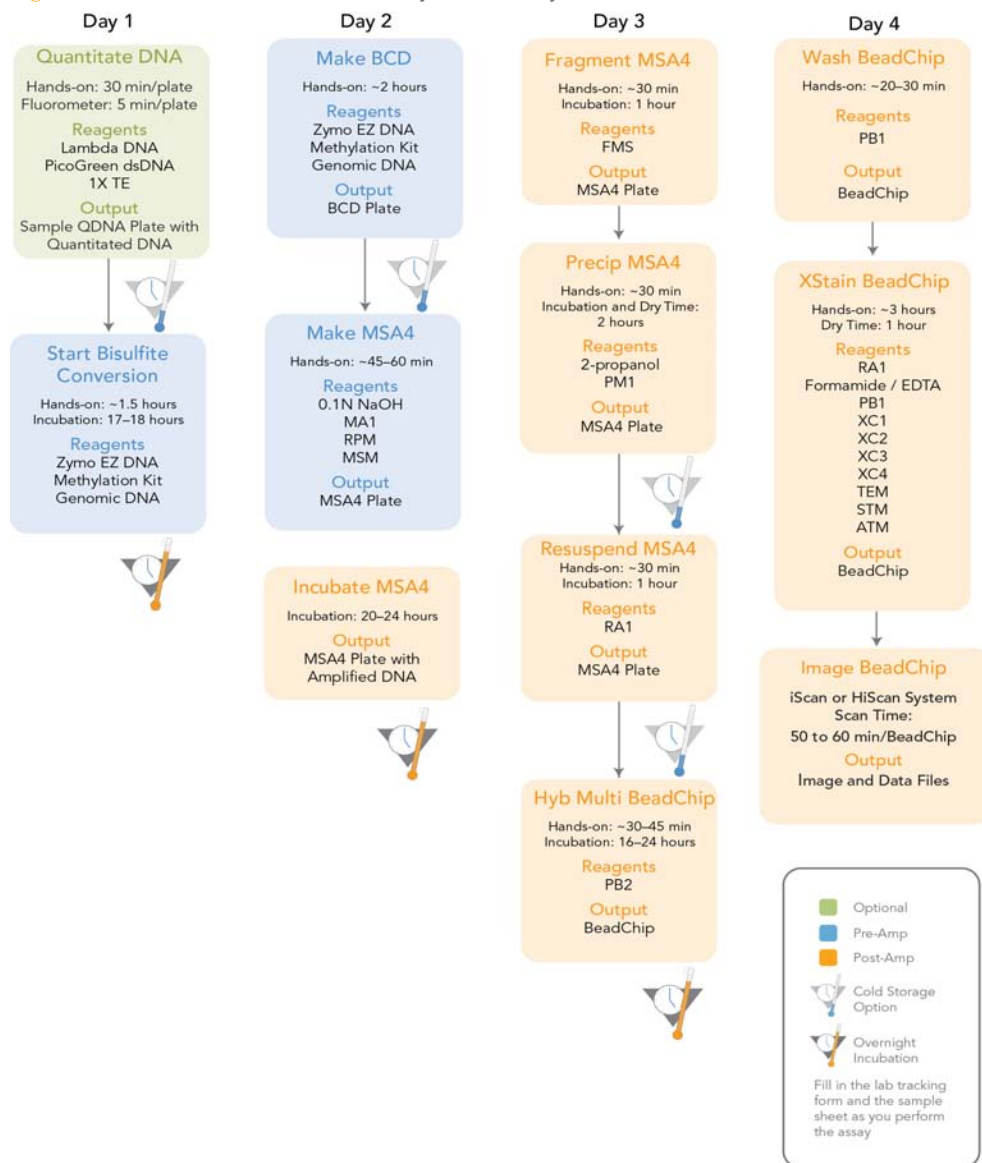 Day 1
Quantitate DNA
Hands-on: 30 min/plate
Fluorometer: 5 min/plate
Reagents
Lambda DNA
PicoGreen dsDNA
1X TE
Output
Sample QDNA Plate with
Quantitated DNA
Start Bisulfite
Conversion
Hands-on: ~1.5 hours
Incubation: 17–18 hours
Reagents
Zymo EZ DNA
Methylation Kit
Genomic DNA
Day 2
Make BCD
Hands-on: ~2 hours
Reagents
Zymo EZ DNA
Methylation Kit
Genomic DNA
Output
BCD Plate
Make MSA4
Hands-on: ~45–60 min
Reagents
0.1N NaOH
MA1
RPM
MSM
Output
MSA4 Plate
Incubate MSA4
Incubation: 20–24 hours
Output
MSA4 Plate with
Amplified DNA
Day 3
Fragment MSA4
Hands-on: ~30 min
Incubation: 1 hour
Reagents
FMS
Output
MSA4 Plate
Precip MSA4
Hands-on: ~30 min
Incubation and Dry Time:
2 hours
Reagents
2-propanol
PM1
Output
MSA4 Plate
Resuspend MSA4
Hands-on: ~30 min
Incubation: 1 hour
Reagents
RA1
Output
MSA4 Plate
Hyb Multi BeadChip
Hands-on: ~30–45 min
Incubation: 16–24 hours
Reagents
PB2
Output
BeadChip
Day 4
Wash BeadChip
Hands-on: ~20–30 min
Reagents
PB1
Output
BeadChip
XStain BeadChip
Hands-on: ~3 hours
Dry Time: 1 hour
Reagents
RA1
Formamide / EDTA
PB1
XC1
XC2
XC3
XC4
TEM
STM
ATM
Output
BeadChip
Image BeadChip
iScan or HiScan System
Scan Time:
50 to 60 min/BeadChip
Output
Image and Data Files
Optional
Pre-Amp
Post-Amp
Cold Storage
Option
Overnight
Incubation
Fill in the lab tracking
form and the sample
sheet as you perform
the assay